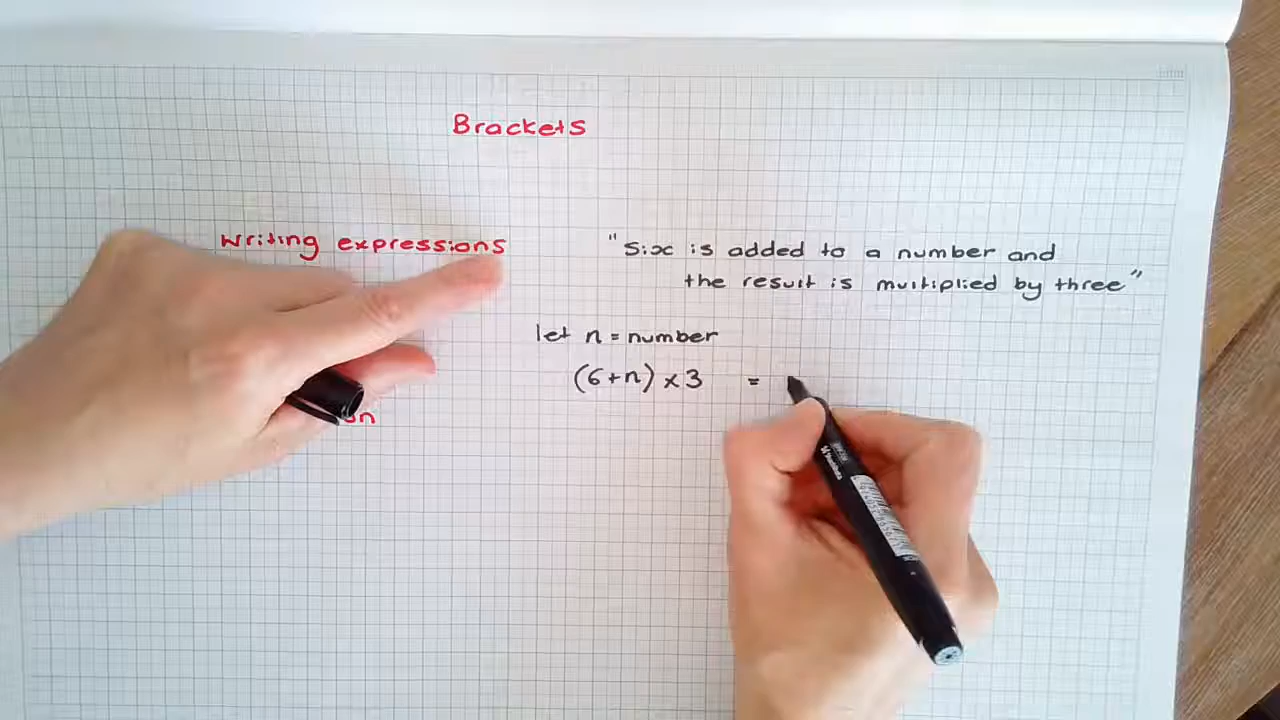 Brackets
Writing expressions
"Six is added to a number and
the result is multiplied by three"
let n = number
(6+n) × 3 =